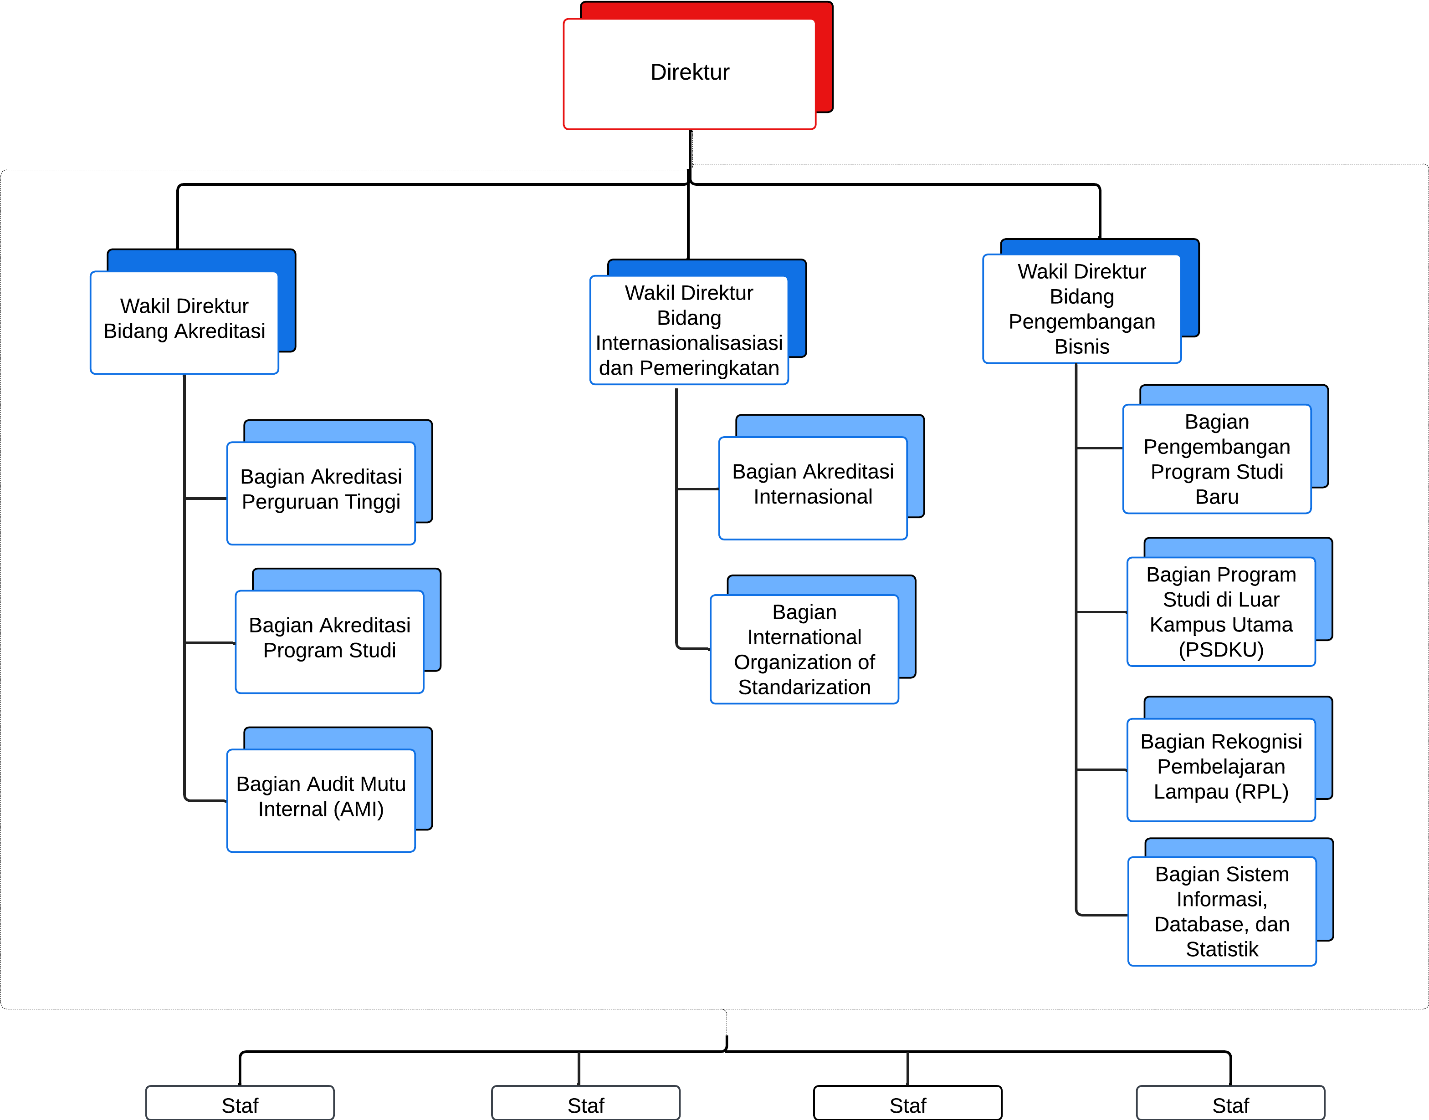 Direktur
Wakil Direktur
Bidang Akreditasi
Bagian Akreditasi
Perguruan Tinggi
Bagian Akreditasi
Program Studi
Bagian Audit Mutu
Internal (AMI)
Wakil Direktur
Bidang
Internasionalisasiasi
dan Pemeringkatan
Bagian Akreditasi
Internasional
Bagian
International
Organization of
Standarization
Wakil Direktur
Bidang
Pengembangan
Bisnis
Bagian
Pengembangan
Program Studi
Baru
Bagian Program
Studi di Luar
Kampus Utama
(PSDKU)
Bagian Rekognisi
Pembelajaran
Lampau (RPL)
Bagian Sistem
Informasi,
Database, dan
Statistik
Staf
Staf
Staf
Staf